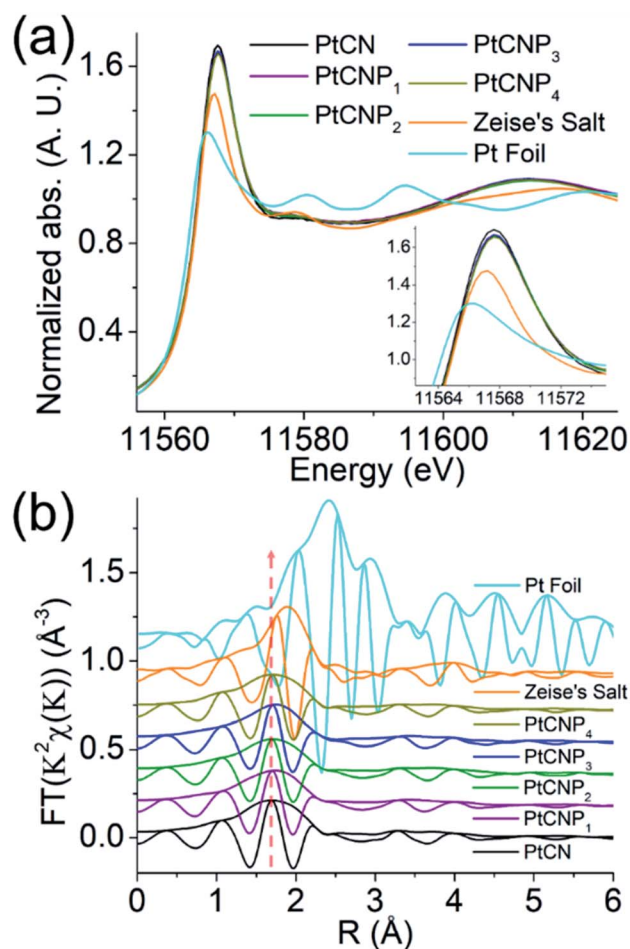 (a)
1.6
1.2
0.8
0.4
Normalized abs. (A. U.)
PtCN
PtCNP₁
PtCNP₂
PtCNP₃
PtCNP₄
Zeise's Salt
Pt Foil
1.6
1.4
1.2
1.0
11564 11568 11572
11560 11580 11600 11620
Energy (eV)
(b)
1.5
1.0
0.5
0.0
FT(K²χ(K)) (Å⁻³)
Pt Foil
Zeise's Salt
PtCNP₄
PtCNP₃
PtCNP₂
PtCNP₁
PtCN
0 1 2 3 4 5 6
R (Å)